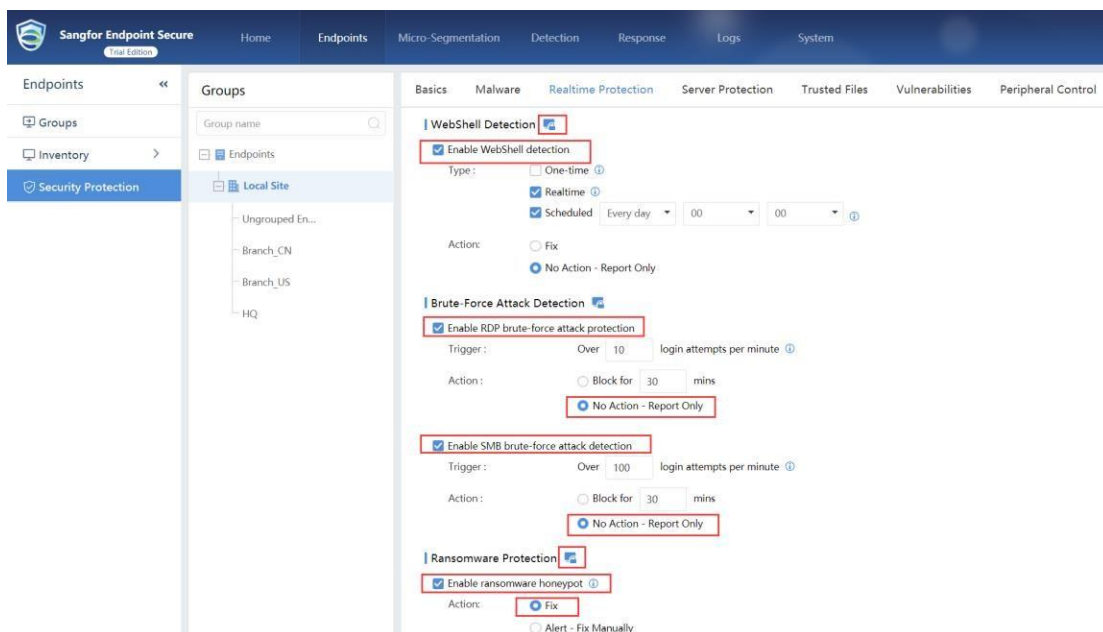 Sangfor Endpoint Secure
Trial Edition
Home Endpoints Micro-Segmentation Detection Response Logs System
Endpoints «
Groups
Inventory >
Security Protection
Groups
Group name
Endpoints
Local Site
Ungrouped En...
Branch_CN
Branch_US
HQ
Basics Malware Realtime Protection Server Protection Trusted Files Vulnerabilities Peripheral Control
WebShell Detection
Enable WebShell detection
Type : One-time
Realtime
Scheduled Every day 00 00
Action: Fix
No Action - Report Only
Brute-Force Attack Detection
Enable RDP brute-force attack protection
Trigger : Over 10 login attempts per minute
Action : Block for 30 mins
No Action - Report Only
Enable SMB brute-force attack detection
Trigger : Over 100 login attempts per minute
Action : Block for 30 mins
No Action - Report Only
Ransomware Protection
Enable ransomware honeypot
Action: Fix
Alert - Fix Manually